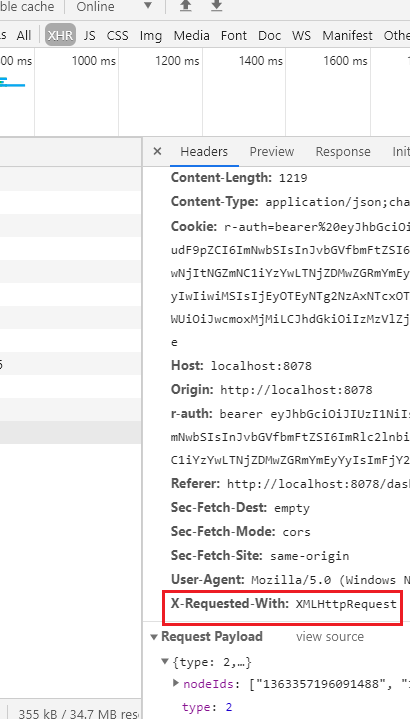 ble cache Online
All XHR JS CSS Img Media Font Doc WS Manifest
00 ms 1000 ms 1200 ms 1400 ms 1600 ms
× Headers Preview Response
Content-Length: 1219
Content-Type: application/json;cha
Cookie: r-auth=bearer%20eyJhbGciOi
udF9pZCI6ImNwbSIsInJvbGVfbmFtZSI6
wNjItNGZmNC1iYzYwLTNjZDMwZGRmYmEy
yIwIiwiMSIsIjEyOTEyNTg2NzAxNTcxOT
WUiOiJwcmoxMjMiLCJhdGkiOiIzMzVlZj
e
Host: localhost:8078
Origin: http://localhost:8078
r-auth: bearer eyJhbGciOiJIUzI1NiIs
mNwbSIsInJvbGVfbmFtZSI6ImRlc2lnbi
C1iYzYwLTNjZDMwZGRmYmEyYyIsImFjY2
Referer: http://localhost:8078/das
Sec-Fetch-Dest: empty
Sec-Fetch-Mode: cors
Sec-Fetch-Site: same-origin
User-Agent: Mozilla/5.0 (Windows N
X-Requested-With: XMLHttpRequest
▼Request Payload view source
▼{type: 2,…}
▶nodeIds: ["1363357196091488", "
type: 2
355 kB / 34.7 MB res